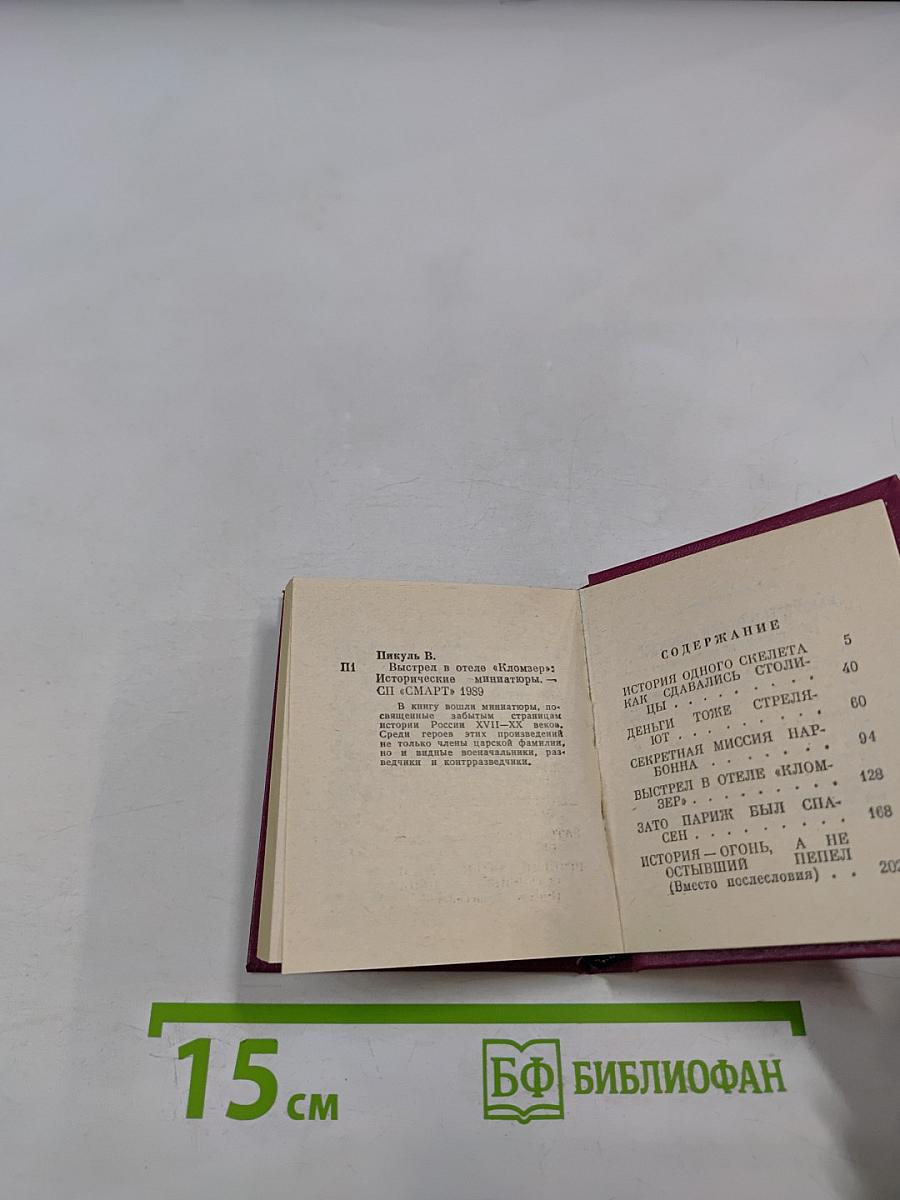 Пикуль В.
П1 Выстрел в отеле «Кломзер»:
Исторические миниатюры. —
СП «СМАРТ» 1989
В книгу вошли миниатюры, по-
священные забытым страницам
истории России XVII—XX веков.
Среди героев этих произведений
не только члены царской фамилии,
но и видные военачальники, раз-
ведчики и контрразведчики.
СОДЕРЖАНИЕ
ИСТОРИЯ ОДНОГО СКЕЛЕТА 5
КАК СДАВАЛИСЬ СТОЛИ-
ЦЫ . . . . . . . . 40
ДЕНЬГИ ТОЖЕ СТРЕЛЯ-
ЮТ . . . . . . . . 60
СЕКРЕТНАЯ МИССИЯ НАР-
БОННА . . . . . . . 94
ВЫСТРЕЛ В ОТЕЛЕ «КЛОМ-
ЗЕР» . . . . . . . . 128
ЗАТО ПАРИЖ БЫЛ СПА-
СЕН . . . . . . . . 168
ИСТОРИЯ — ОГОНЬ, А НЕ
ОСТЫВШИЙ ПЕПЕЛ
(Вместо послесловия) . . 202
15 см
БФ БИБЛИОФАН